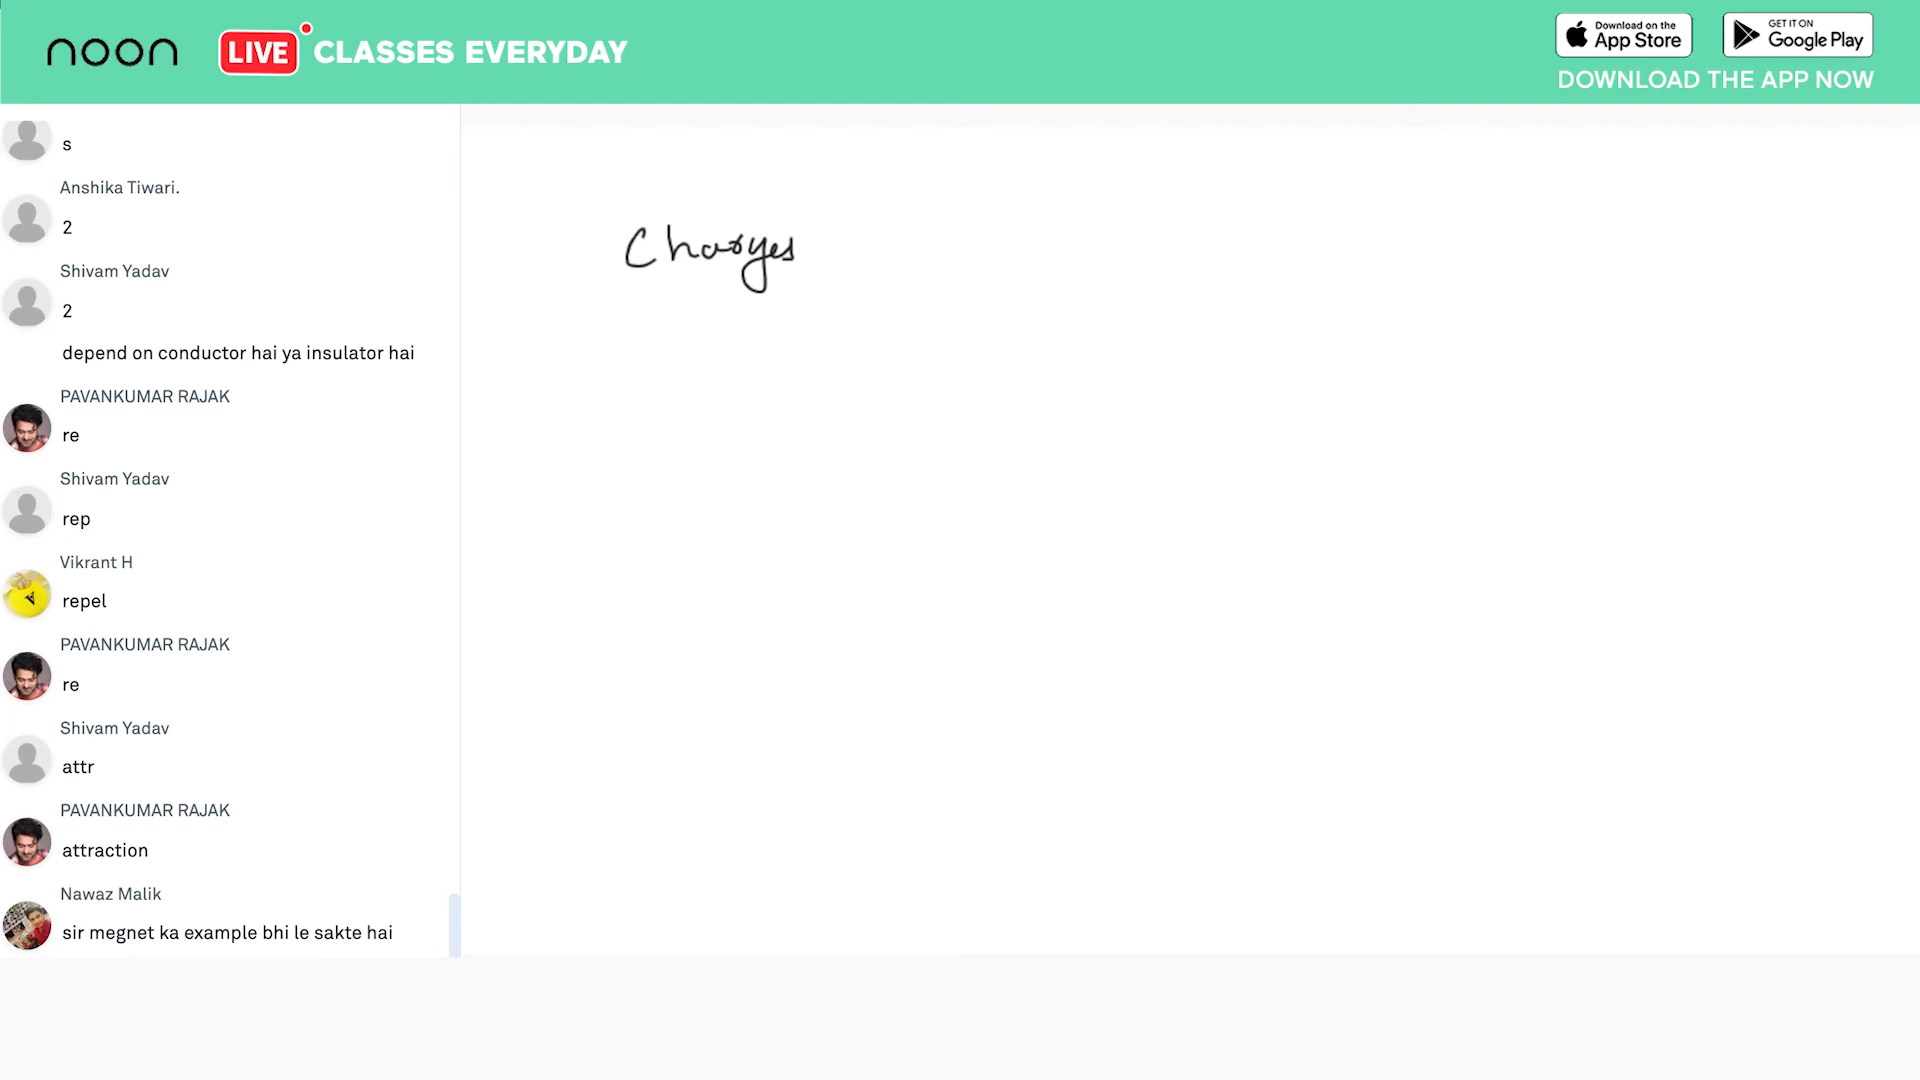 noon LIVE CLASSES EVERYDAY
Download on the
App Store
GET IT ON
Google Play
DOWNLOAD THE APP NOW
s
Anshika Tiwari.
2
Shivam Yadav
2
depend on conductor hai ya insulator hai
PAVANKUMAR RAJAK
re
Shivam Yadav
rep
Vikrant H
repel
PAVANKUMAR RAJAK
re
Shivam Yadav
attr
PAVANKUMAR RAJAK
attraction
Nawaz Malik
sir megnet ka example bhi le sakte hai
Charges